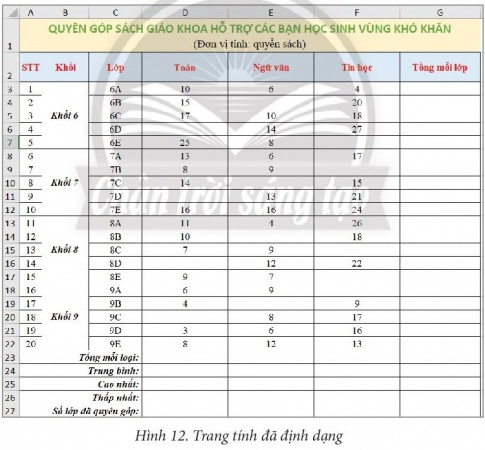 A B C D E F G
1 QUYÊN GÓP SÁCH GIÁO KHOA HỖ TRỢ CÁC BẠN HỌC SINH VÙNG KHÓ KHĂN
(Đơn vị tính: quyển sách)
2 STT Khối Lớp Toán Ngữ văn Tin học Tổng mỗi lớp
3 1 6A 10 6 4
4 2 6B 15 20
5 3 Khối 6 6C 17 10 18
6 4 6D 14 27
7 5 6E 25 8
8 6 7A 13 6 17
9 7 7B 8 9
10 8 Khối 7 7C 14 15
11 9 7D 13 21
12 10 7E 16 16 24
13 11 8A 11 4 26
14 12 8B 10 18
15 13 Khối 8 8C 7 9
16 14 8D 12 22
17 15 8E 9 7
18 16 9A 6 9
19 17 9B 4 9
20 18 Khối 9 9C 8 17
21 19 9D 3 6 16
22 20 9E 8 12 13
23 Tổng mỗi loại:
24 Trung bình:
25 Cao nhất:
26 Thấp nhất:
27 Số lớp đã quyên góp:
Chân trời sáng tạo
Hình 12. Trang tính đã định dạng